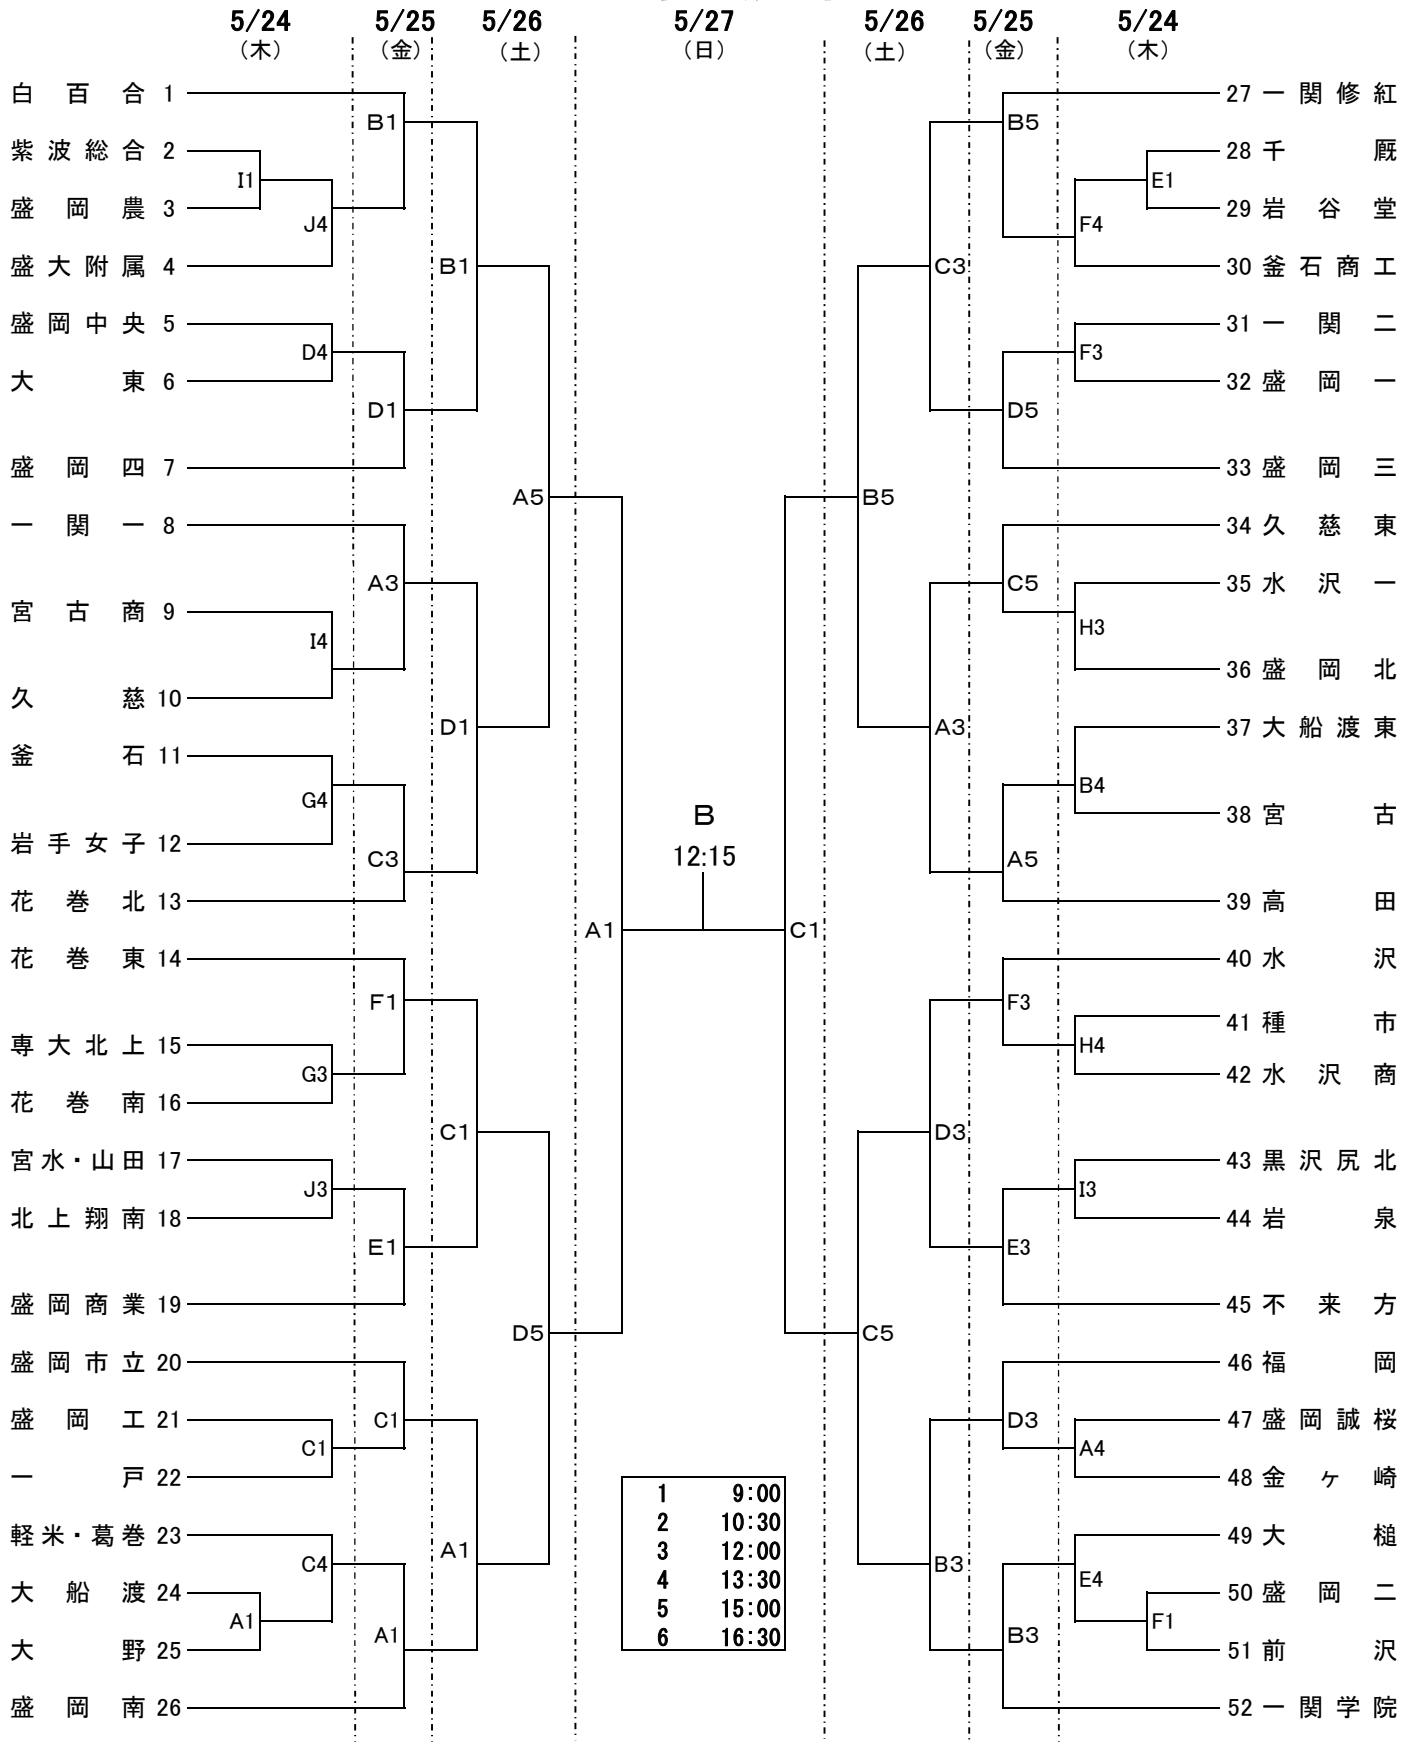 5/24 5/25 5/26 5/27 5/26 5/25 5/24
（木） （金） （土） （日） （土） （金） （木）
白百合 1 27 一関修紅
B1 B5
紫波総合 2 28 千厩
I1 E1
盛岡農 3 29 岩谷堂
J4 F4
盛大附属 4 B1 C3 30 釜石商工
盛岡中央 5 31 一関二
D4 F3
大東 6 32 盛岡一
D1 D5
盛岡四 7 33 盛岡三
A5 B5
一関一 8 34 久慈東
A3 C5 35 水沢一
宮古商 9
I4 H3
36 盛岡北
久慈 10
D1 A3 37 大船渡東
釜石 11
G4 B4
B 38 宮古
岩手女子 12
C3 12:15 A5
花巻北 13 39 高田
A1 C1
花巻東 14 40 水沢
F1 F3
41 種市
専大北上 15 H4
G3 42 水沢商
花巻南 16
C1 D3
宮水・山田 17 43 黒沢尻北
J3 I3
北上翔南 18 44 岩泉
E1 E3
盛岡商業 19 45 不来方
D5 C5
盛岡市立 20 46 福岡
盛岡工 21 C1 D3 47 盛岡誠桜
C1 A4
一戸 22 48 金ヶ崎
1 9:00
2 10:30
3 12:00
4 13:30
5 15:00
6 16:30
軽米・葛巻 23 49 大槌
A1 B3
C4 E4
大船渡 24 50 盛岡二
A1 F1
A1 B3
大野 25 51 前沢
盛岡南 26 52 一関学院